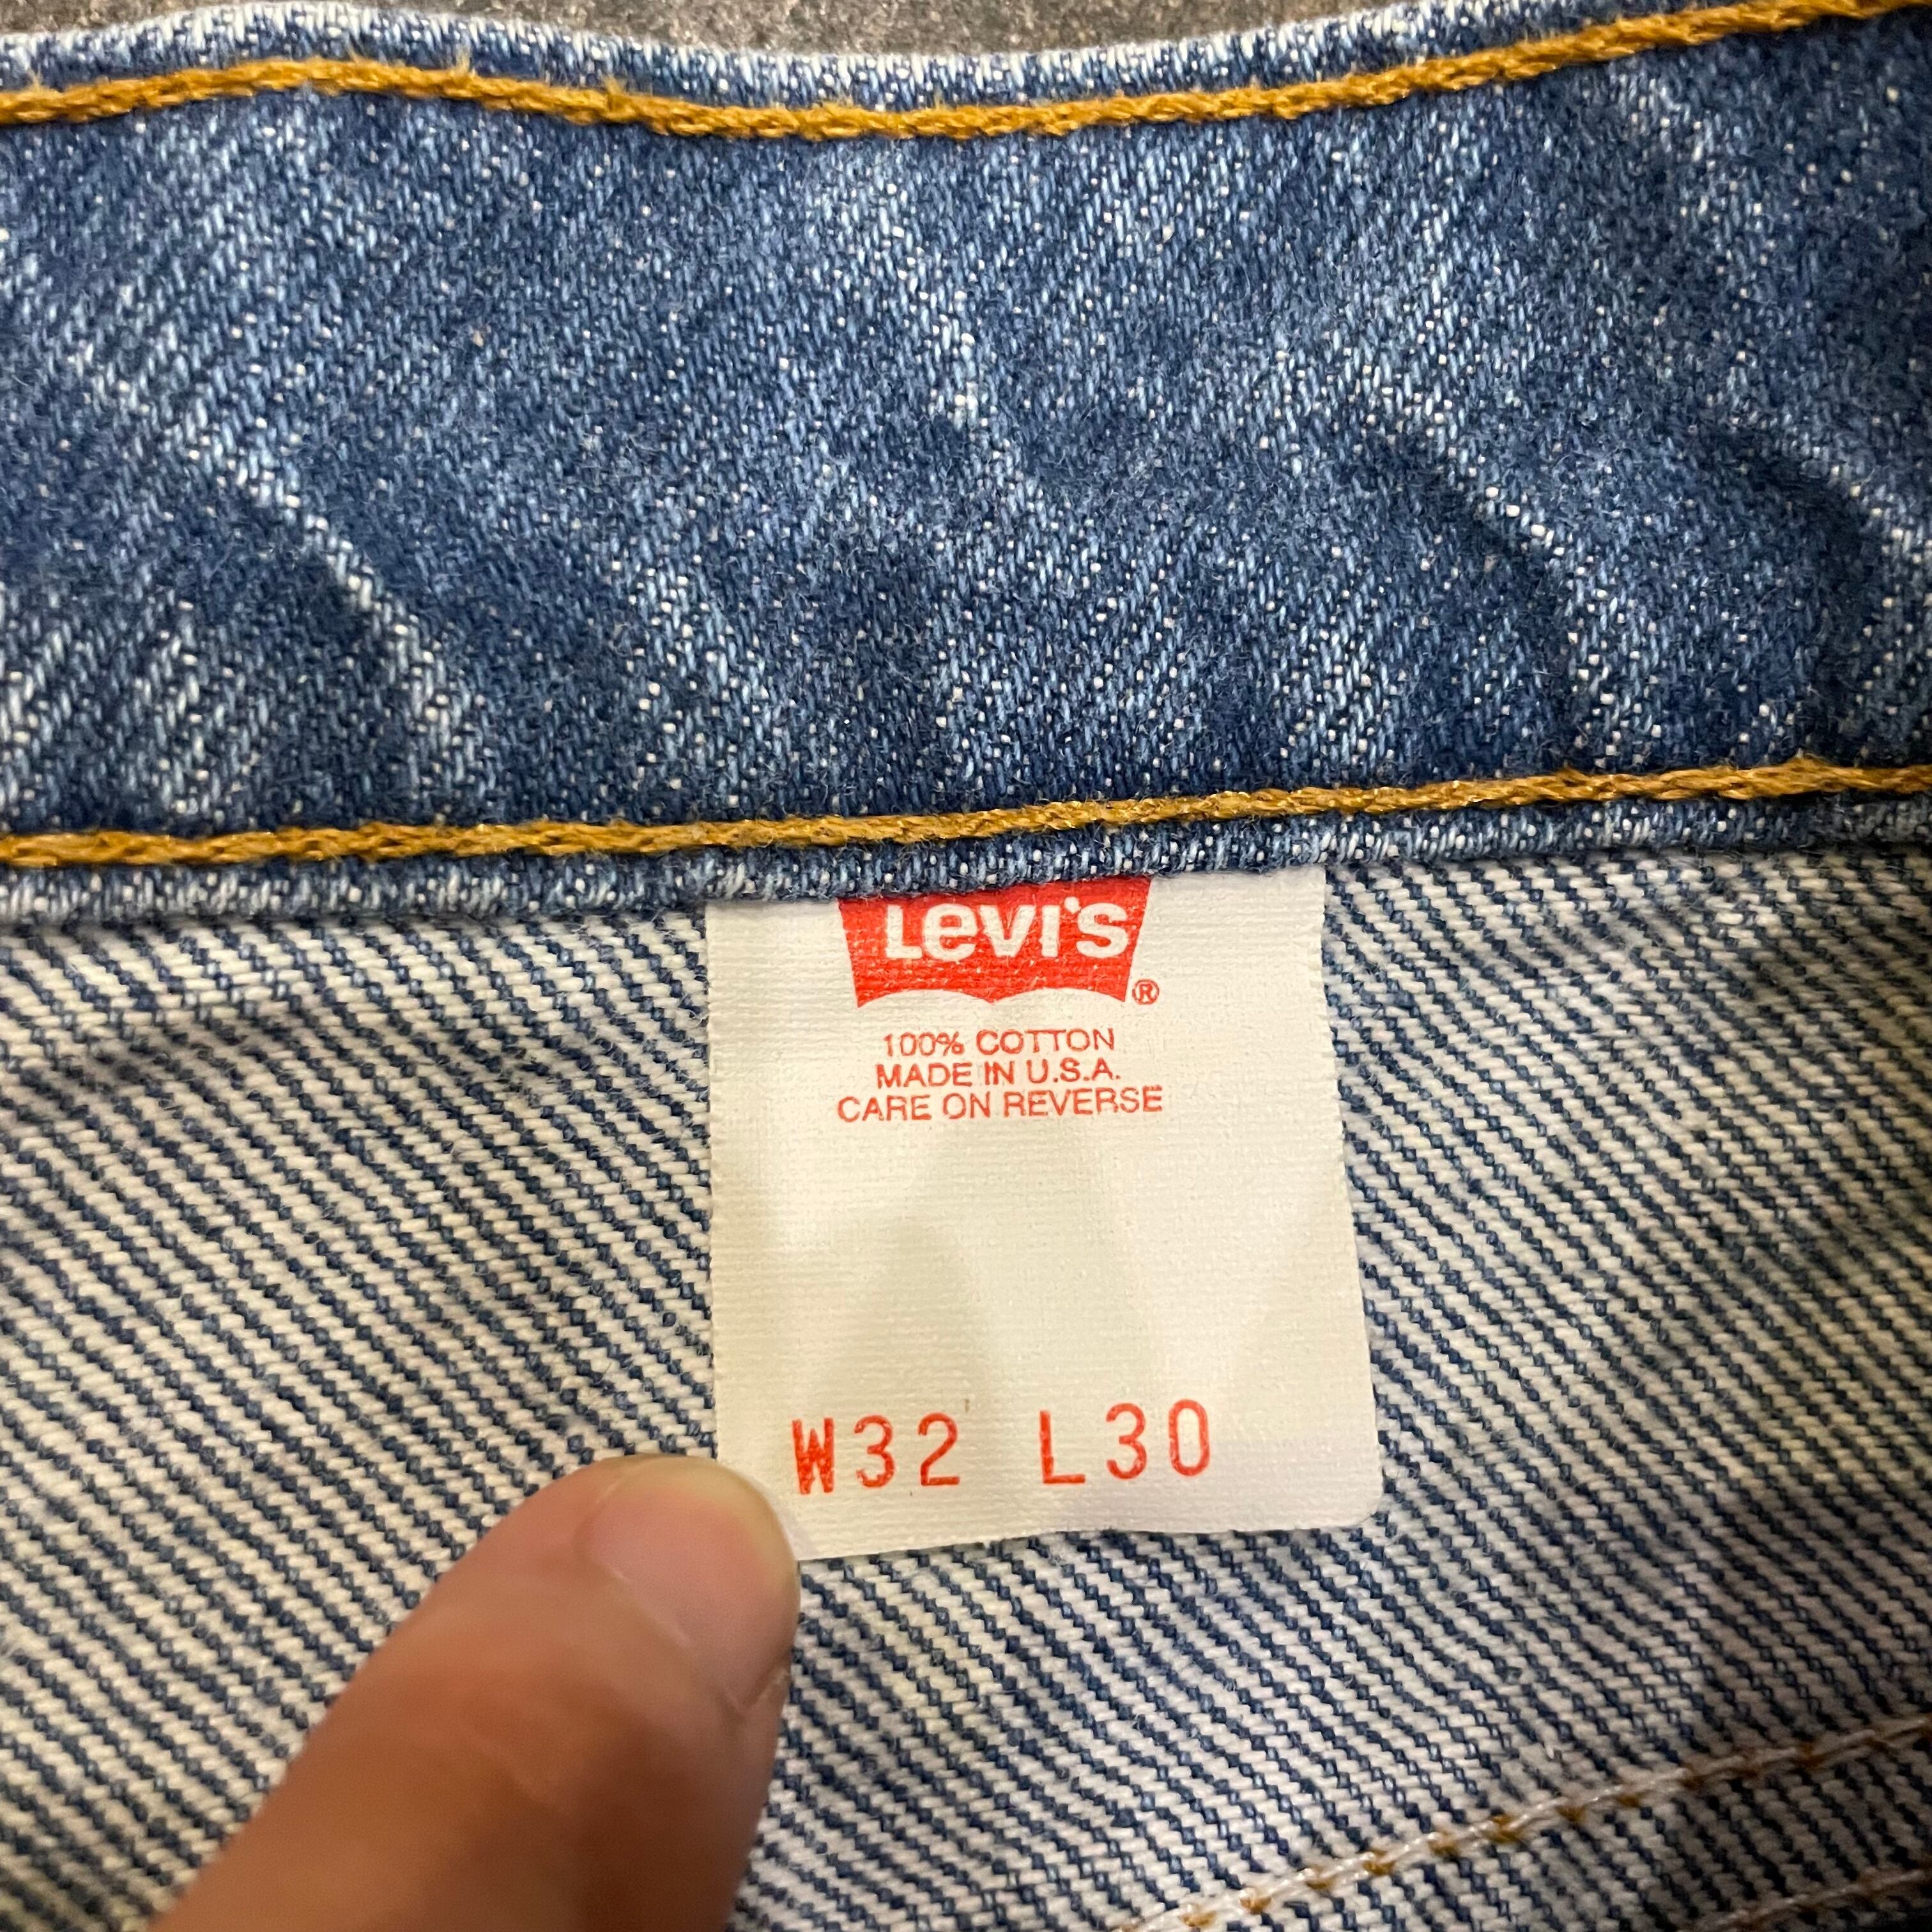 Levi's
®
100% COTTON
MADE IN U.S.A.
CARE ON REVERSE
W32 L30